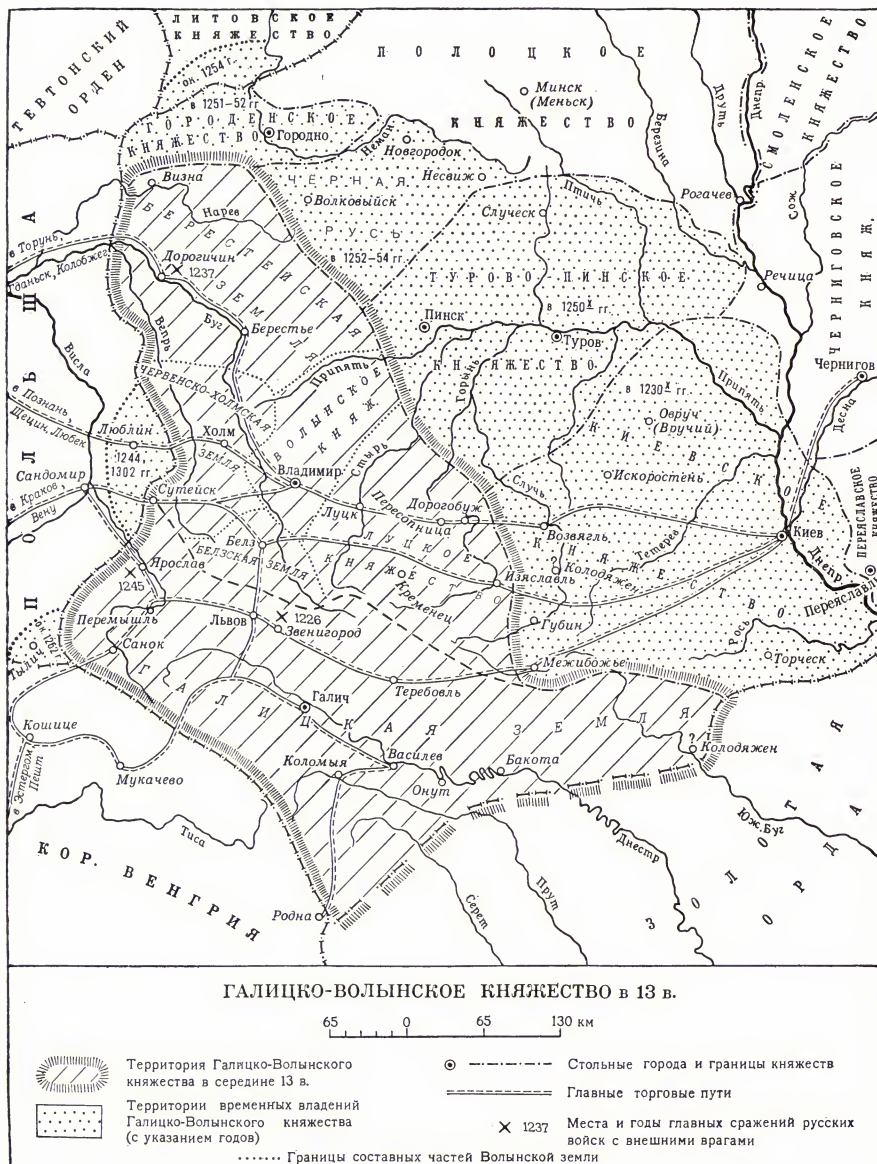 ЛИТОВСКОЕ
КНЯЖЕСТВО
ТЕВТОНСКИЙ
ОРДЕН
ок. 1254 г.
в 1251–52 гг.
ГОРОДЕНСКОЕ
КНЯЖЕСТВО
Городно
ПОЛОЦКОЕ
КНЯЖЕСТВО
Минск
(Меньск)
Березина
Друть
Днепр
СМОЛЕНСКОЕ
КНЯЖЕСТВО
Неман
Новгородок
Несвиж
ЧЕРНАЯ
РУСЬ
в 1252–54 гг.
Волковыйск
Визна
Нарев
БЕРЕСТЕЙСКАЯ
ЗЕМЛЯ
Птичь
Случеск
Рогачев
Сож
Речица
ЧЕРНИГОВСКОЕ
КНЯЖ.
в Торунь
Гданьск, Колобжег
Дорогичин
1237
Буг
Берестье
ТУРОВО-ПИНСКОЕ
КНЯЖЕСТВО
в 1250х гг.
Пинск
Туров
Припять
Припять
Вепрь
Висла
ПОЛЬША
ЧЕРВЕНСКО-ХОЛМСКАЯ
ЗЕМЛЯ
ВОЛЫНСКОЕ
КНЯЖ.
Горынь
в 1230х гг.
Овруч
(Вручий)
Чернигов
Десна
в Познань
Щецин, Любек
Люблин
1244,
1302 гг.
Холм
Владимир
Стырь
КИЕВСКОЕ
КНЯЖЕСТВО
Искоростень
Сандомир
в Краков
Вену
Сутейск
Луцк
Пересопница
Дорогобуж
Случь
Возвягль
Тетерев
Киев
ПЕРЕЯСЛАВСКОЕ
КНЯЖЕСТВО
Белз
БЕЛЗСКАЯ ЗЕМЛЯ
ЛУЦКОЕ
КНЯЖЕСТВО
Кременец
Изяславль
?
Колодяжен
Днепр
Переяславль
Ярослав
1245
Перемышль
Львов
1226
Звенигород
Губин
Рось
Торческ
ок. 1262 г.
Тылич
Санок
Межибожье
Теребовль
ГАЛИЦКАЯ ЗЕМЛЯ
Галич
Кошице
в Эстергом
Пешт
Мукачево
Коломыя
Василев
Онут
Бакота
?
Колодяжен
Тиса
Днестр
Юж. Буг
ЗОЛОТАЯ
ОРДА
КОР. ВЕНГРИЯ
Родна
Серет
Прут
ГАЛИЦКО-ВОЛЫНСКОЕ КНЯЖЕСТВО в 13 в.
65 0 65 130 км
Территория Галицко-Волынского
княжества в середине 13 в.
Территории временных владений
Галицко-Волынского княжества
(с указанием годов)
Границы составных частей Волынской земли
Стольные города и границы княжеств
Главные торговые пути
1237 Места и годы главных сражений русских
войск с внешними врагами